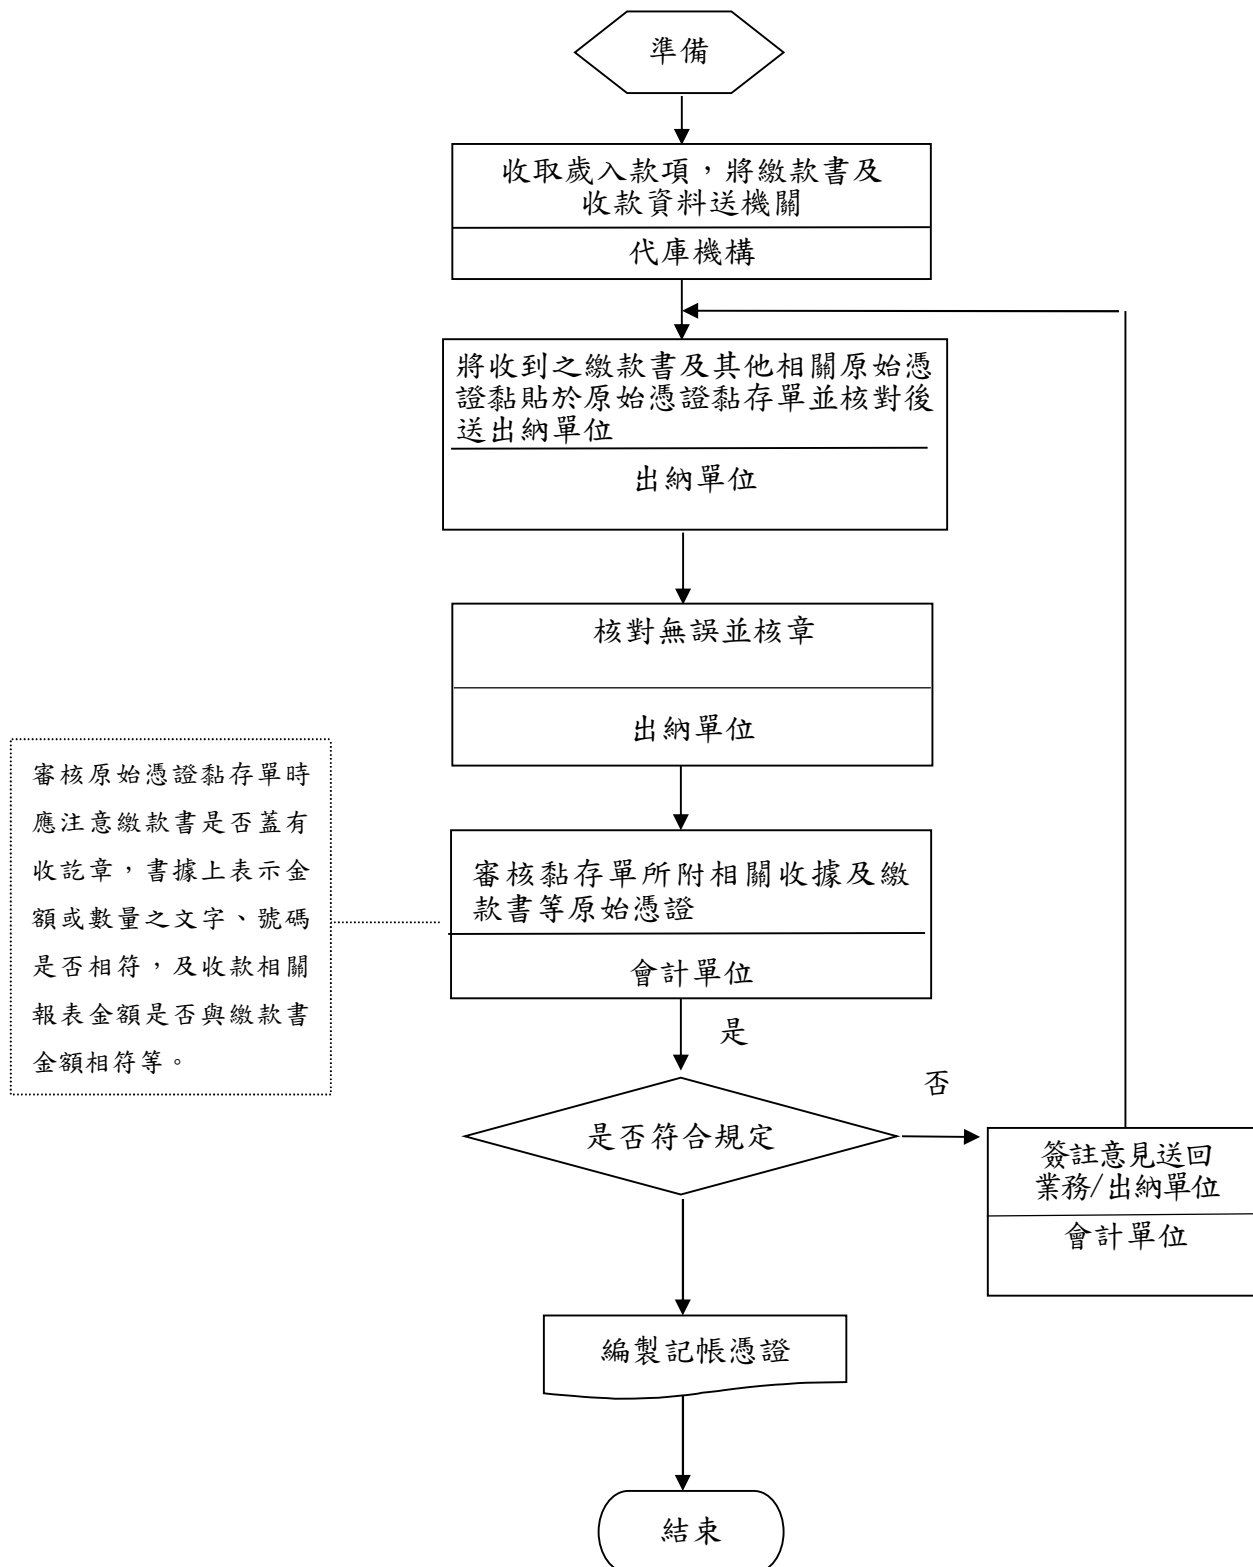 準備
收取歲入款項，將繳款書及
收款資料送機關
代庫機構
將收到之繳款書及其他相關原始憑
證黏貼於原始憑證黏存單並核對後
送出納單位
出納單位
核對無誤並核章
出納單位
審核原始憑證黏存單時
應注意繳款書是否蓋有
收訖章，書據上表示金
額或數量之文字、號碼
是否相符，及收款相關
報表金額是否與繳款書
金額相符等。
審核黏存單所附相關收據及繳
款書等原始憑證
會計單位
是
否
是否符合規定
簽註意見送回
業務/出納單位
會計單位
編製記帳憑證
結束